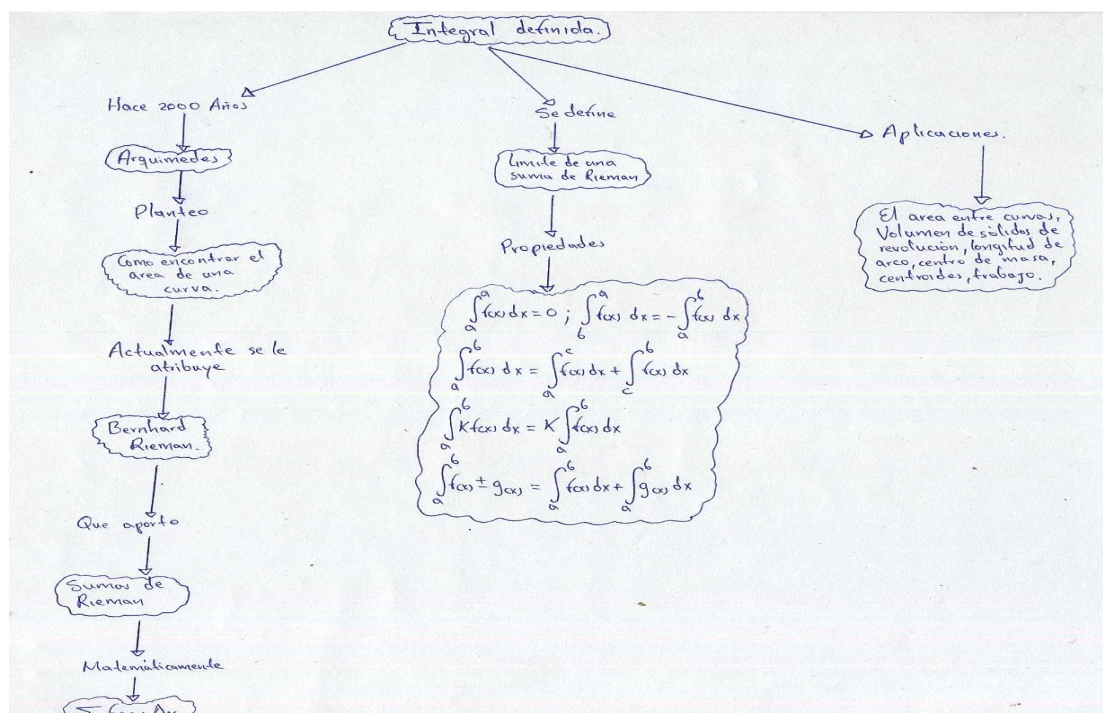 Integral definida.
Hace 2000 Años
Arquimedes
Planteo
Como encontrar el
area de una
curva.
Actualmente se le
atribuye
Bernhard
Rieman.
Que aporto
Sumas de
Rieman
Matemáticamente
Se define
Limite de una
suma de Rieman
Propiedades
∫ₐᵃ f(x) dx = 0 ; ∫_b^a f(x) dx = -∫ₐᵇ f(x) dx
∫ₐᵇ f(x) dx = ∫ₐᶜ f(x) dx + ∫_c^b f(x) dx
∫ₐᵇ K f(x) dx = K ∫ₐᵇ f(x) dx
∫ₐᵇ f(x) ± g(x) = ∫ₐᵇ f(x) dx + ∫ₐᵇ g(x) dx
Aplicaciones.
El area entre curvas,
Volumen de sólidos de
revolución, longitud de
arco, centro de masa,
centroides, trabajo.